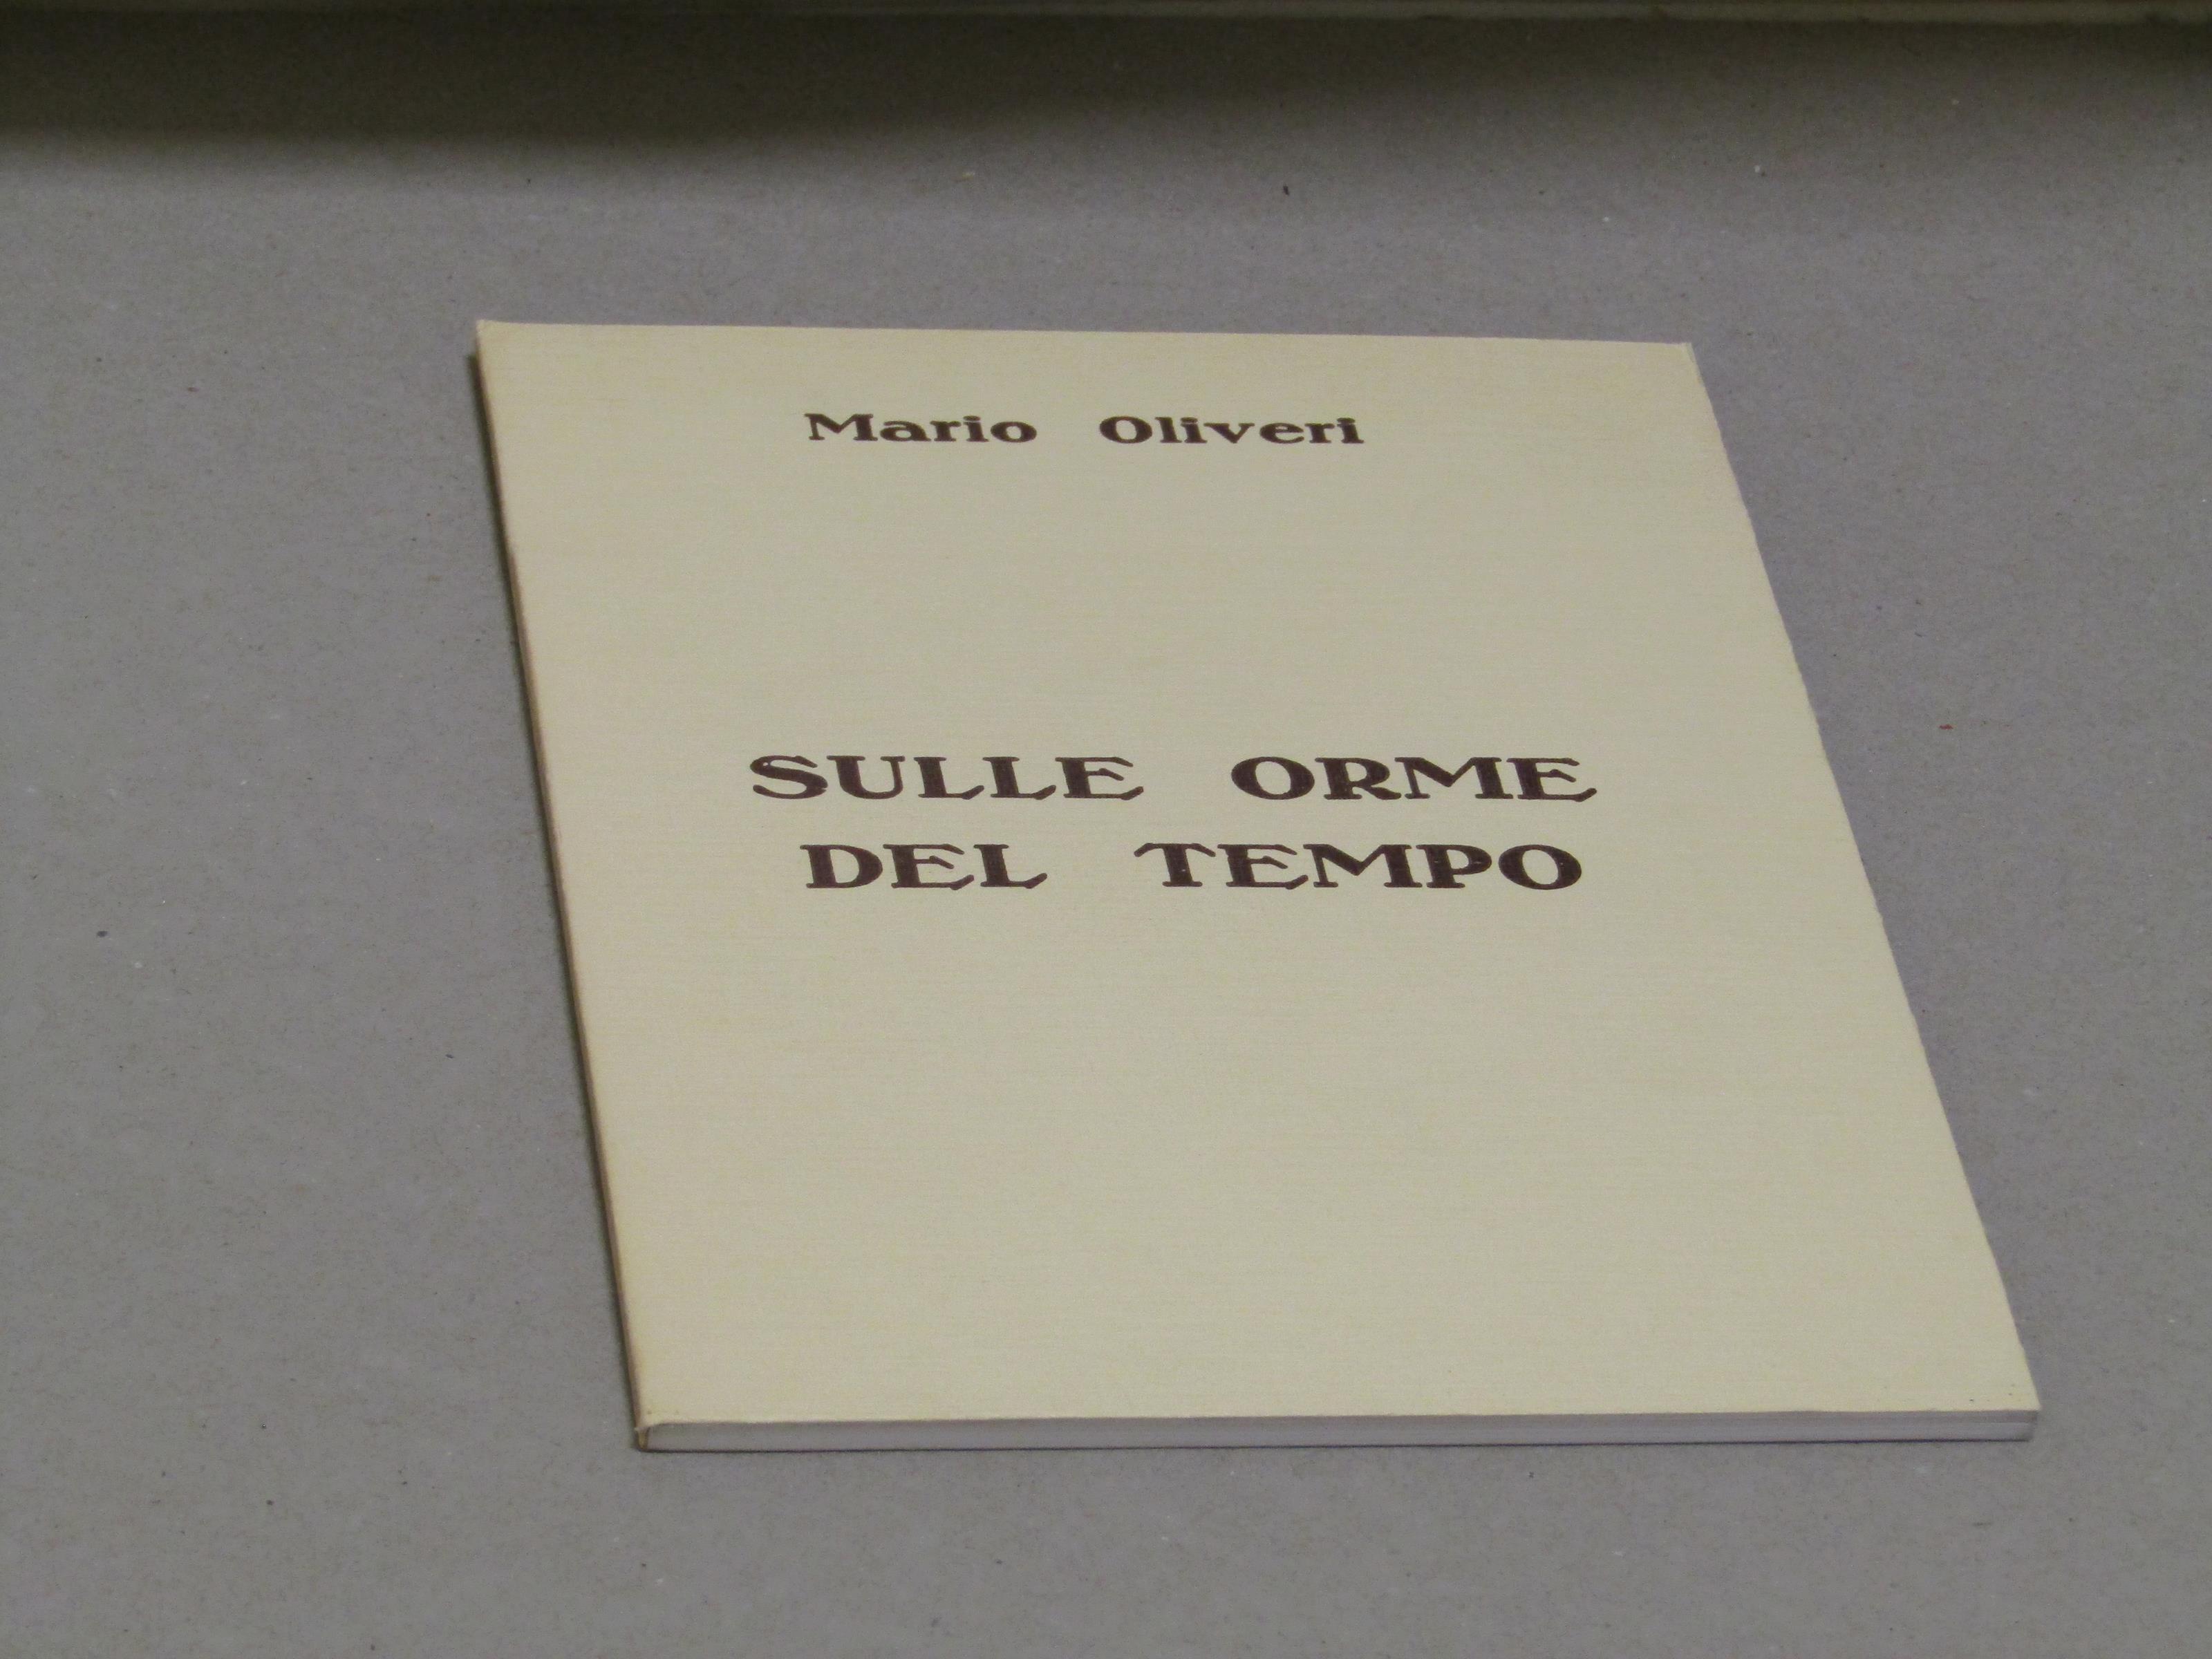 Mario Oliveri
SULLE ORME
DEL TEMPO